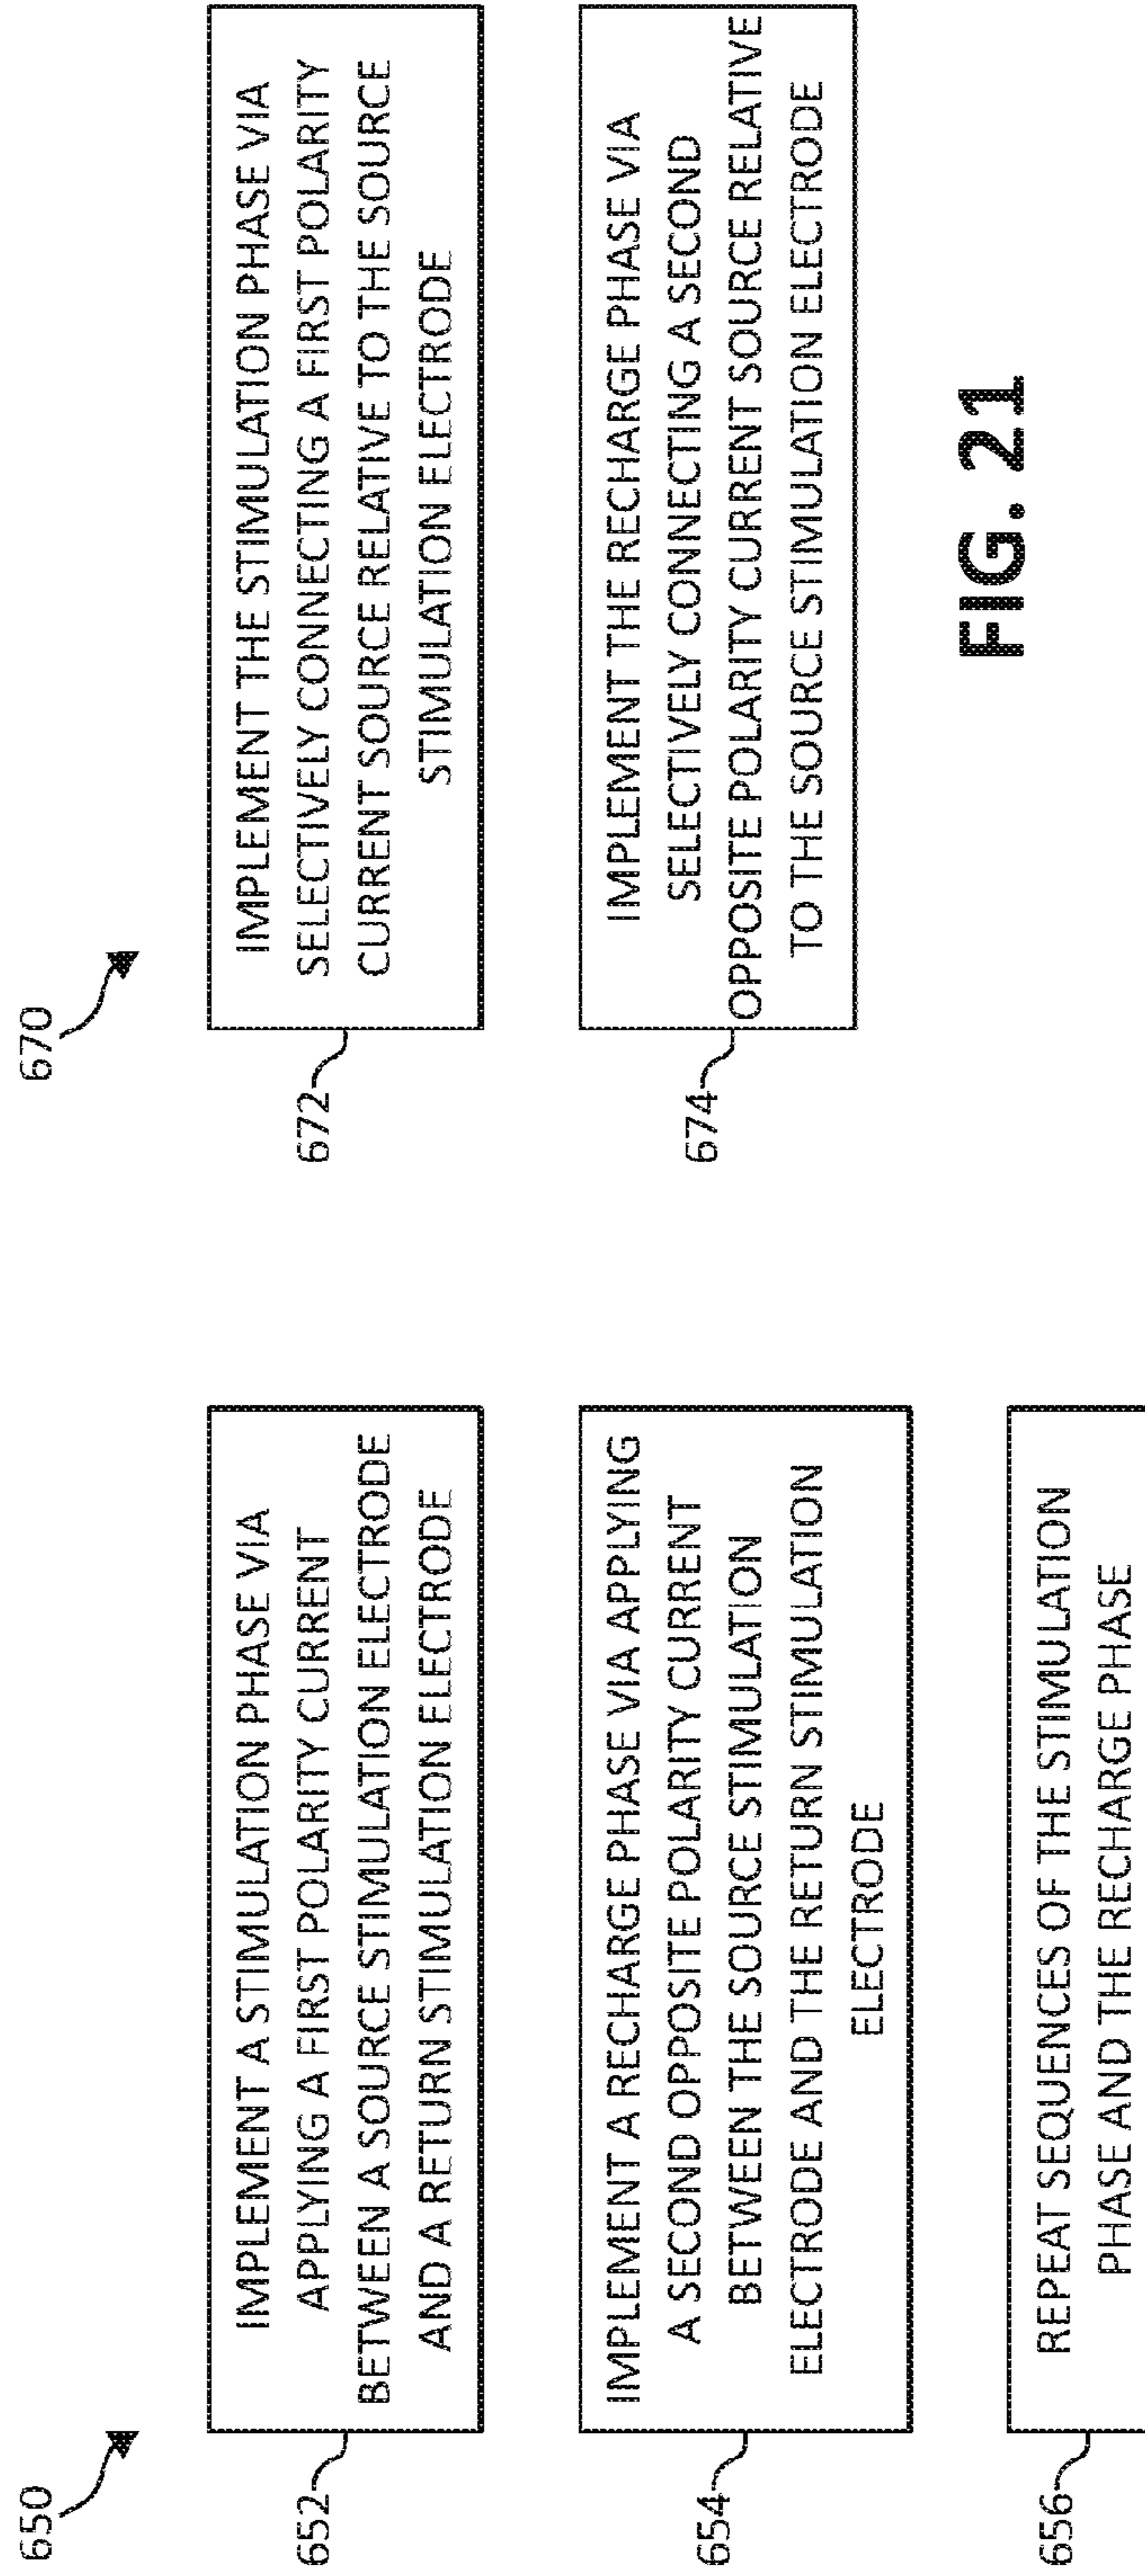 650
652
IMPLEMENT A STIMULATION PHASE VIA
APPLYING A FIRST POLARITY CURRENT
BETWEEN A SOURCE STIMULATION ELECTRODE
AND A RETURN STIMULATION ELECTRODE
654
IMPLEMENT A RECHARGE PHASE VIA APPLYING
A SECOND OPPOSITE POLARITY CURRENT
BETWEEN THE SOURCE STIMULATION
ELECTRODE AND THE RETURN STIMULATION
ELECTRODE
656
REPEAT SEQUENCES OF THE STIMULATION
PHASE AND THE RECHARGE PHASE
670
672
IMPLEMENT THE STIMULATION PHASE VIA
SELECTIVELY CONNECTING A FIRST POLARITY
CURRENT SOURCE RELATIVE TO THE SOURCE
STIMULATION ELECTRODE
674
IMPLEMENT THE RECHARGE PHASE VIA
SELECTIVELY CONNECTING A SECOND
OPPOSITE POLARITY CURRENT SOURCE RELATIVE
TO THE SOURCE STIMULATION ELECTRODE
FIG. 21